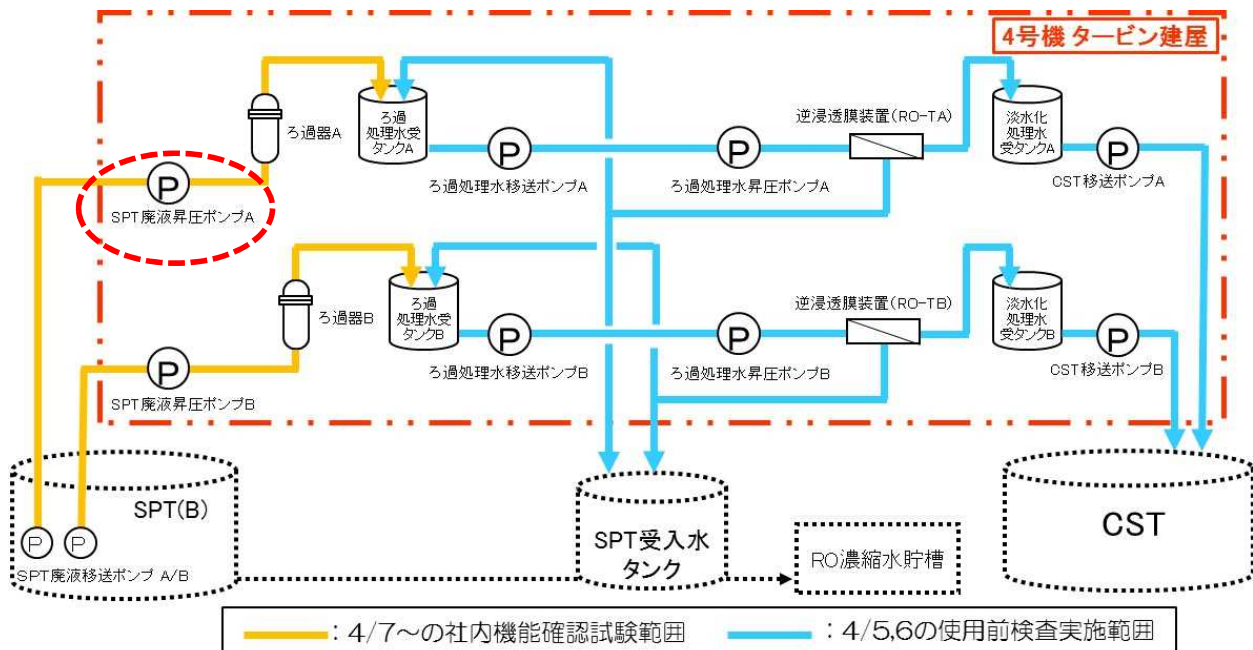 4号機 タービン建屋
ろ過器A
ろ過
処理水受
タンクA
P
ろ過処理水移送ポンプA
P
ろ過処理水昇圧ポンプA
逆浸透膜装置(RO-TA)
淡水化
処理水
受タンクA
P
CST移送ポンプA
P
SPT廃液昇圧ポンプA
ろ過器B
ろ過
処理水受
タンクB
P
ろ過処理水移送ポンプB
P
ろ過処理水昇圧ポンプB
逆浸透膜装置(RO-TB)
淡水化
処理水
受タンクB
P
CST移送ポンプB
P
SPT廃液昇圧ポンプB
SPT(B)
P
P
SPT廃液移送ポンプ A/B
SPT受入水
タンク
RO濃縮水貯槽
CST
:4/7~の社内機能確認試験範囲
:4/5,6の使用前検査実施範囲